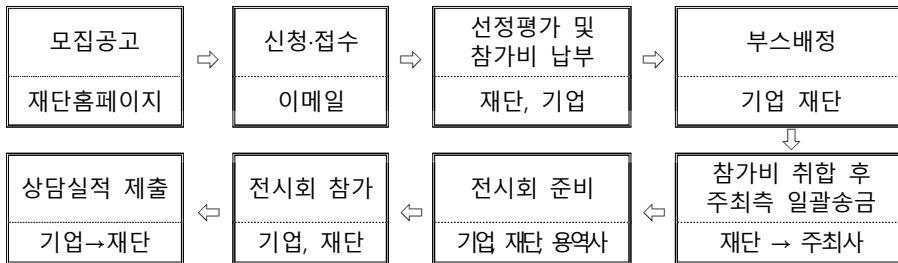 모집공고
재단홈페이지
⇨
신청·접수
이메일
⇨
선정평가 및
참가비 납부
재단, 기업
⇨
부스배정
기업 재단
⇩
참가비 취합 후
주최측 일괄송금
재단 → 주최사
⇦
전시회 준비
기업, 재단, 용역사
⇦
전시회 참가
기업, 재단
⇦
상담실적 제출
기업→재단